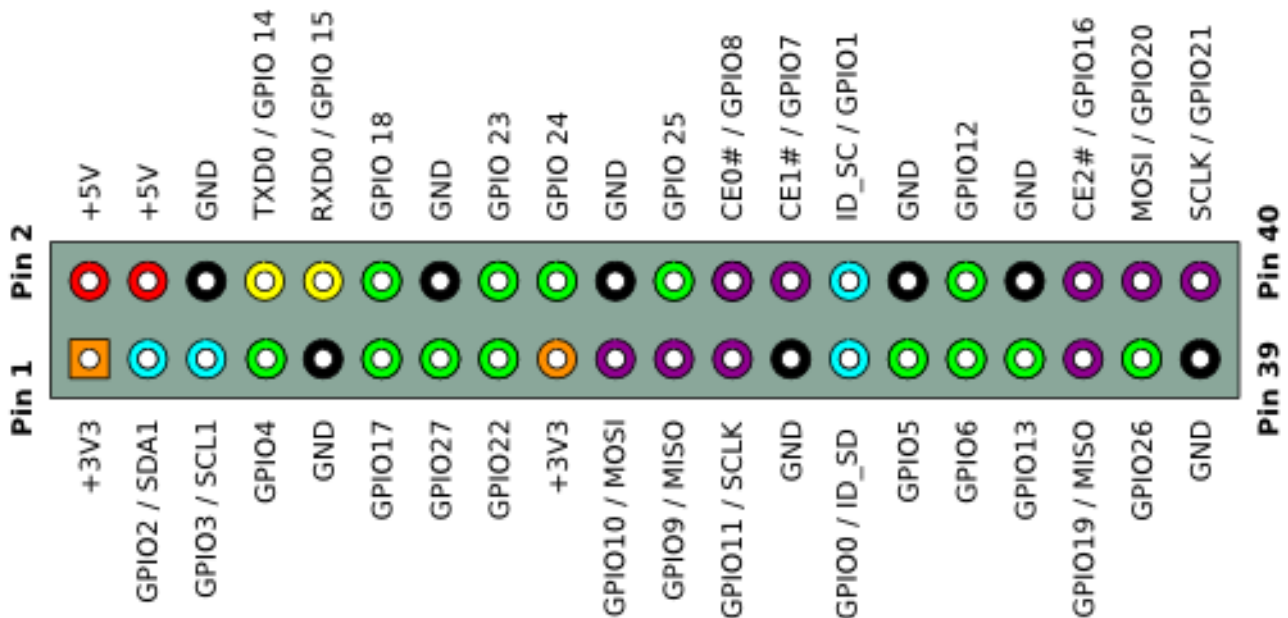 Pin 2
+5V
+5V
GND
TXD0 / GPIO 14
RXD0 / GPIO 15
GPIO 18
GND
GPIO 23
GPIO 24
GND
GPIO 25
CE0# / GPIO8
CE1# / GPIO7
ID_SC / GPIO1
GND
GPIO12
GND
CE2# / GPIO16
MOSI / GPIO20
SCLK / GPIO21
Pin 40
Pin 1
+3V3
GPIO2 / SDA1
GPIO3 / SCL1
GPIO4
GND
GPIO17
GPIO27
GPIO22
+3V3
GPIO10 / MOSI
GPIO9 / MISO
GPIO11 / SCLK
GND
GPIO0 / ID_SD
GPIO5
GPIO6
GPIO13
GPIO19 / MISO
GPIO26
GND
Pin 39